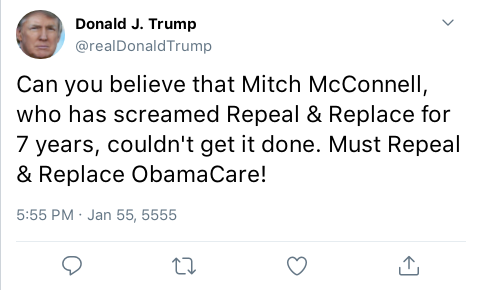 Donald J. Trump
@realDonaldTrump
Can you believe that Mitch McConnell,
who has screamed Repeal & Replace for
7 years, couldn't get it done. Must Repeal
& Replace ObamaCare!
5:55 PM · Jan 55, 5555